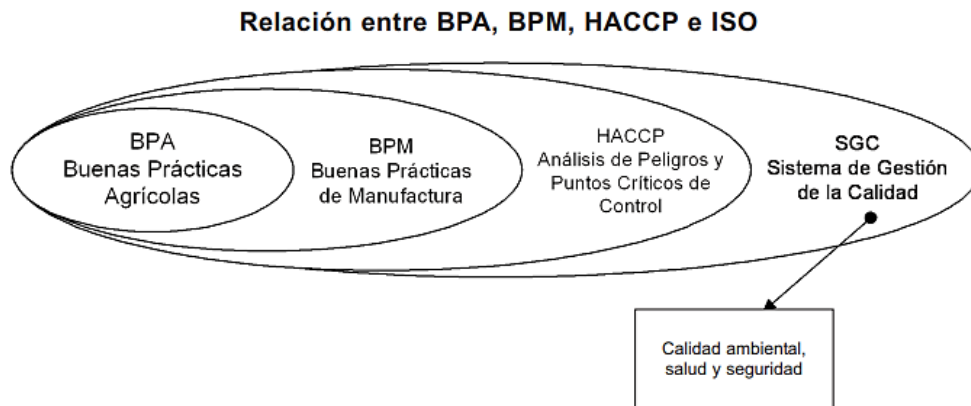 Relación entre BPA, BPM, HACCP e ISO
BPA
Buenas Prácticas
Agrícolas
BPM
Buenas Prácticas
de Manufactura
HACCP
Análisis de Peligros y
Puntos Críticos de
Control
SGC
Sistema de Gestión
de la Calidad
Calidad ambiental,
salud y seguridad